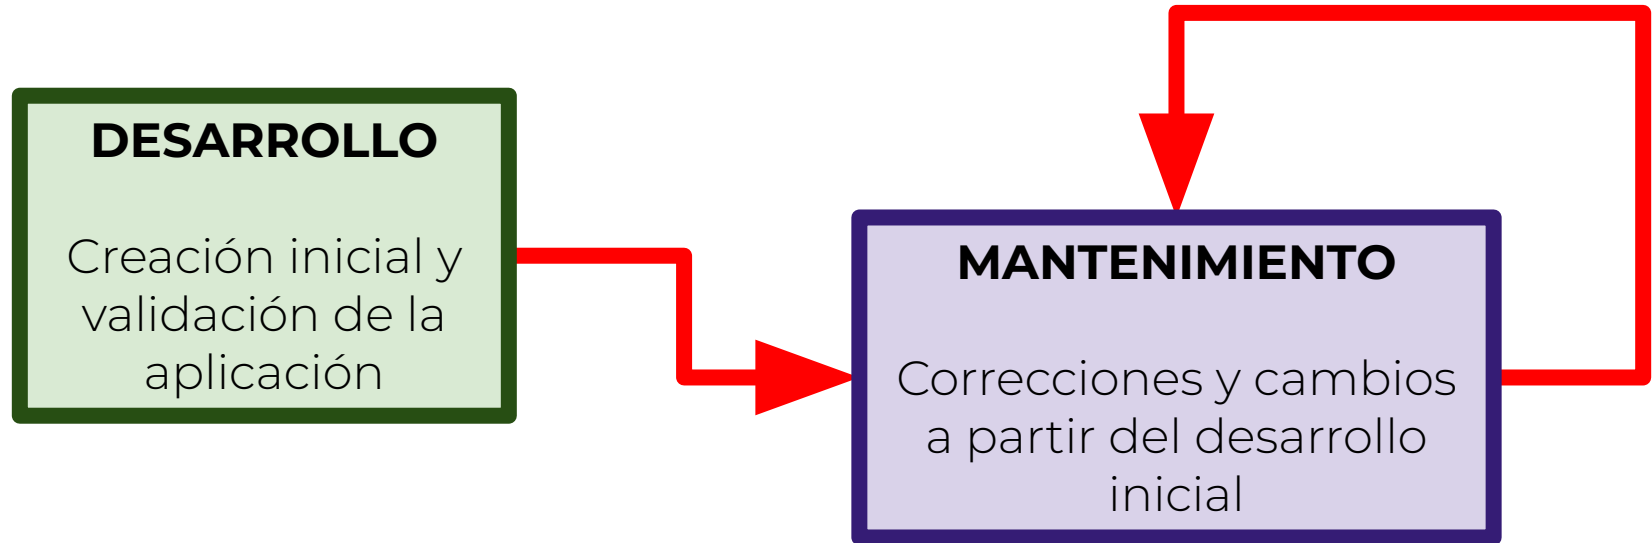 DESARROLLO
Creación inicial y
validación de la
aplicación
MANTENIMIENTO
Correcciones y cambios
a partir del desarrollo
inicial